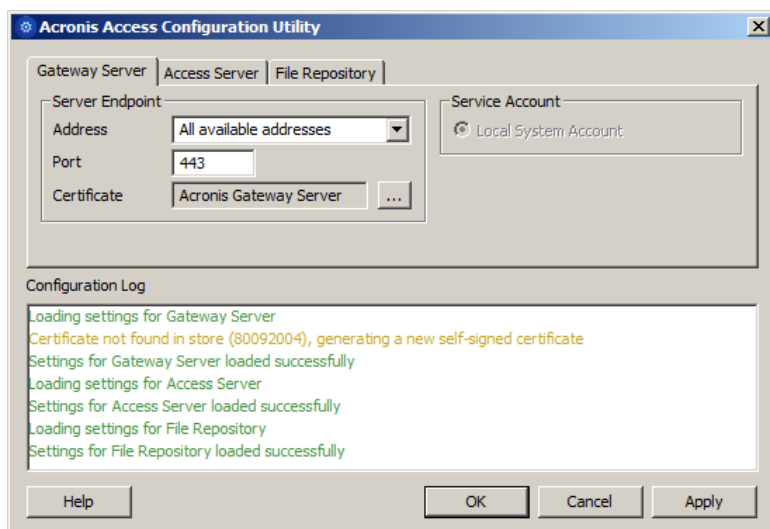 Acronis Access Configuration Utility
Gateway Server Access Server File Repository
Server Endpoint
Address All available addresses
Port 443
Certificate Acronis Gateway Server ...
Service Account
Local System Account
Configuration Log
Loading settings for Gateway Server
Certificate not found in store (80092004), generating a new self-signed certificate
Settings for Gateway Server loaded successfully
Loading settings for Access Server
Settings for Access Server loaded successfully
Loading settings for File Repository
Settings for File Repository loaded successfully
Help OK Cancel Apply